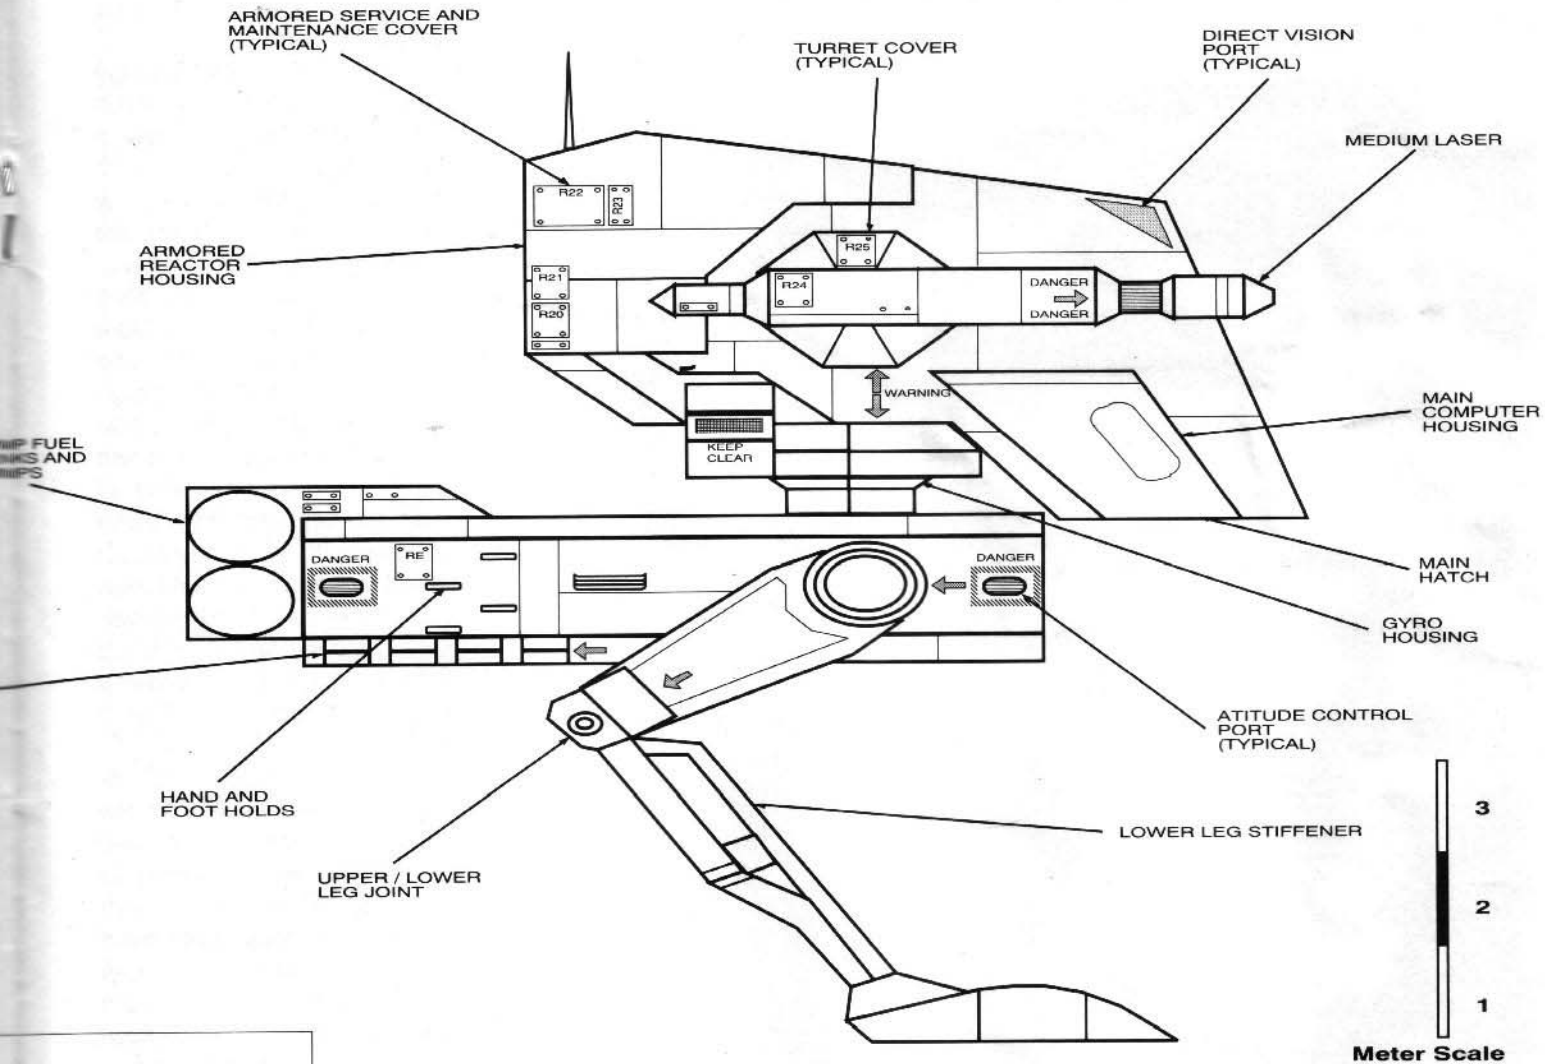 ARMORED SERVICE AND
MAINTENANCE COVER
(TYPICAL)
TURRET COVER
(TYPICAL)
DIRECT VISION
PORT
(TYPICAL)
MEDIUM LASER
R22
R23
ARMORED
REACTOR
HOUSING
R25
R21
R24
DANGER
DANGER
R20
WARNING
MAIN
COMPUTER
HOUSING
FUEL
AND
KEEP
CLEAR
DANGER
RE
DANGER
MAIN
HATCH
GYRO
HOUSING
ATITUDE CONTROL
PORT
(TYPICAL)
HAND AND
FOOT HOLDS
3
LOWER LEG STIFFENER
UPPER / LOWER
LEG JOINT
2
1
Meter Scale